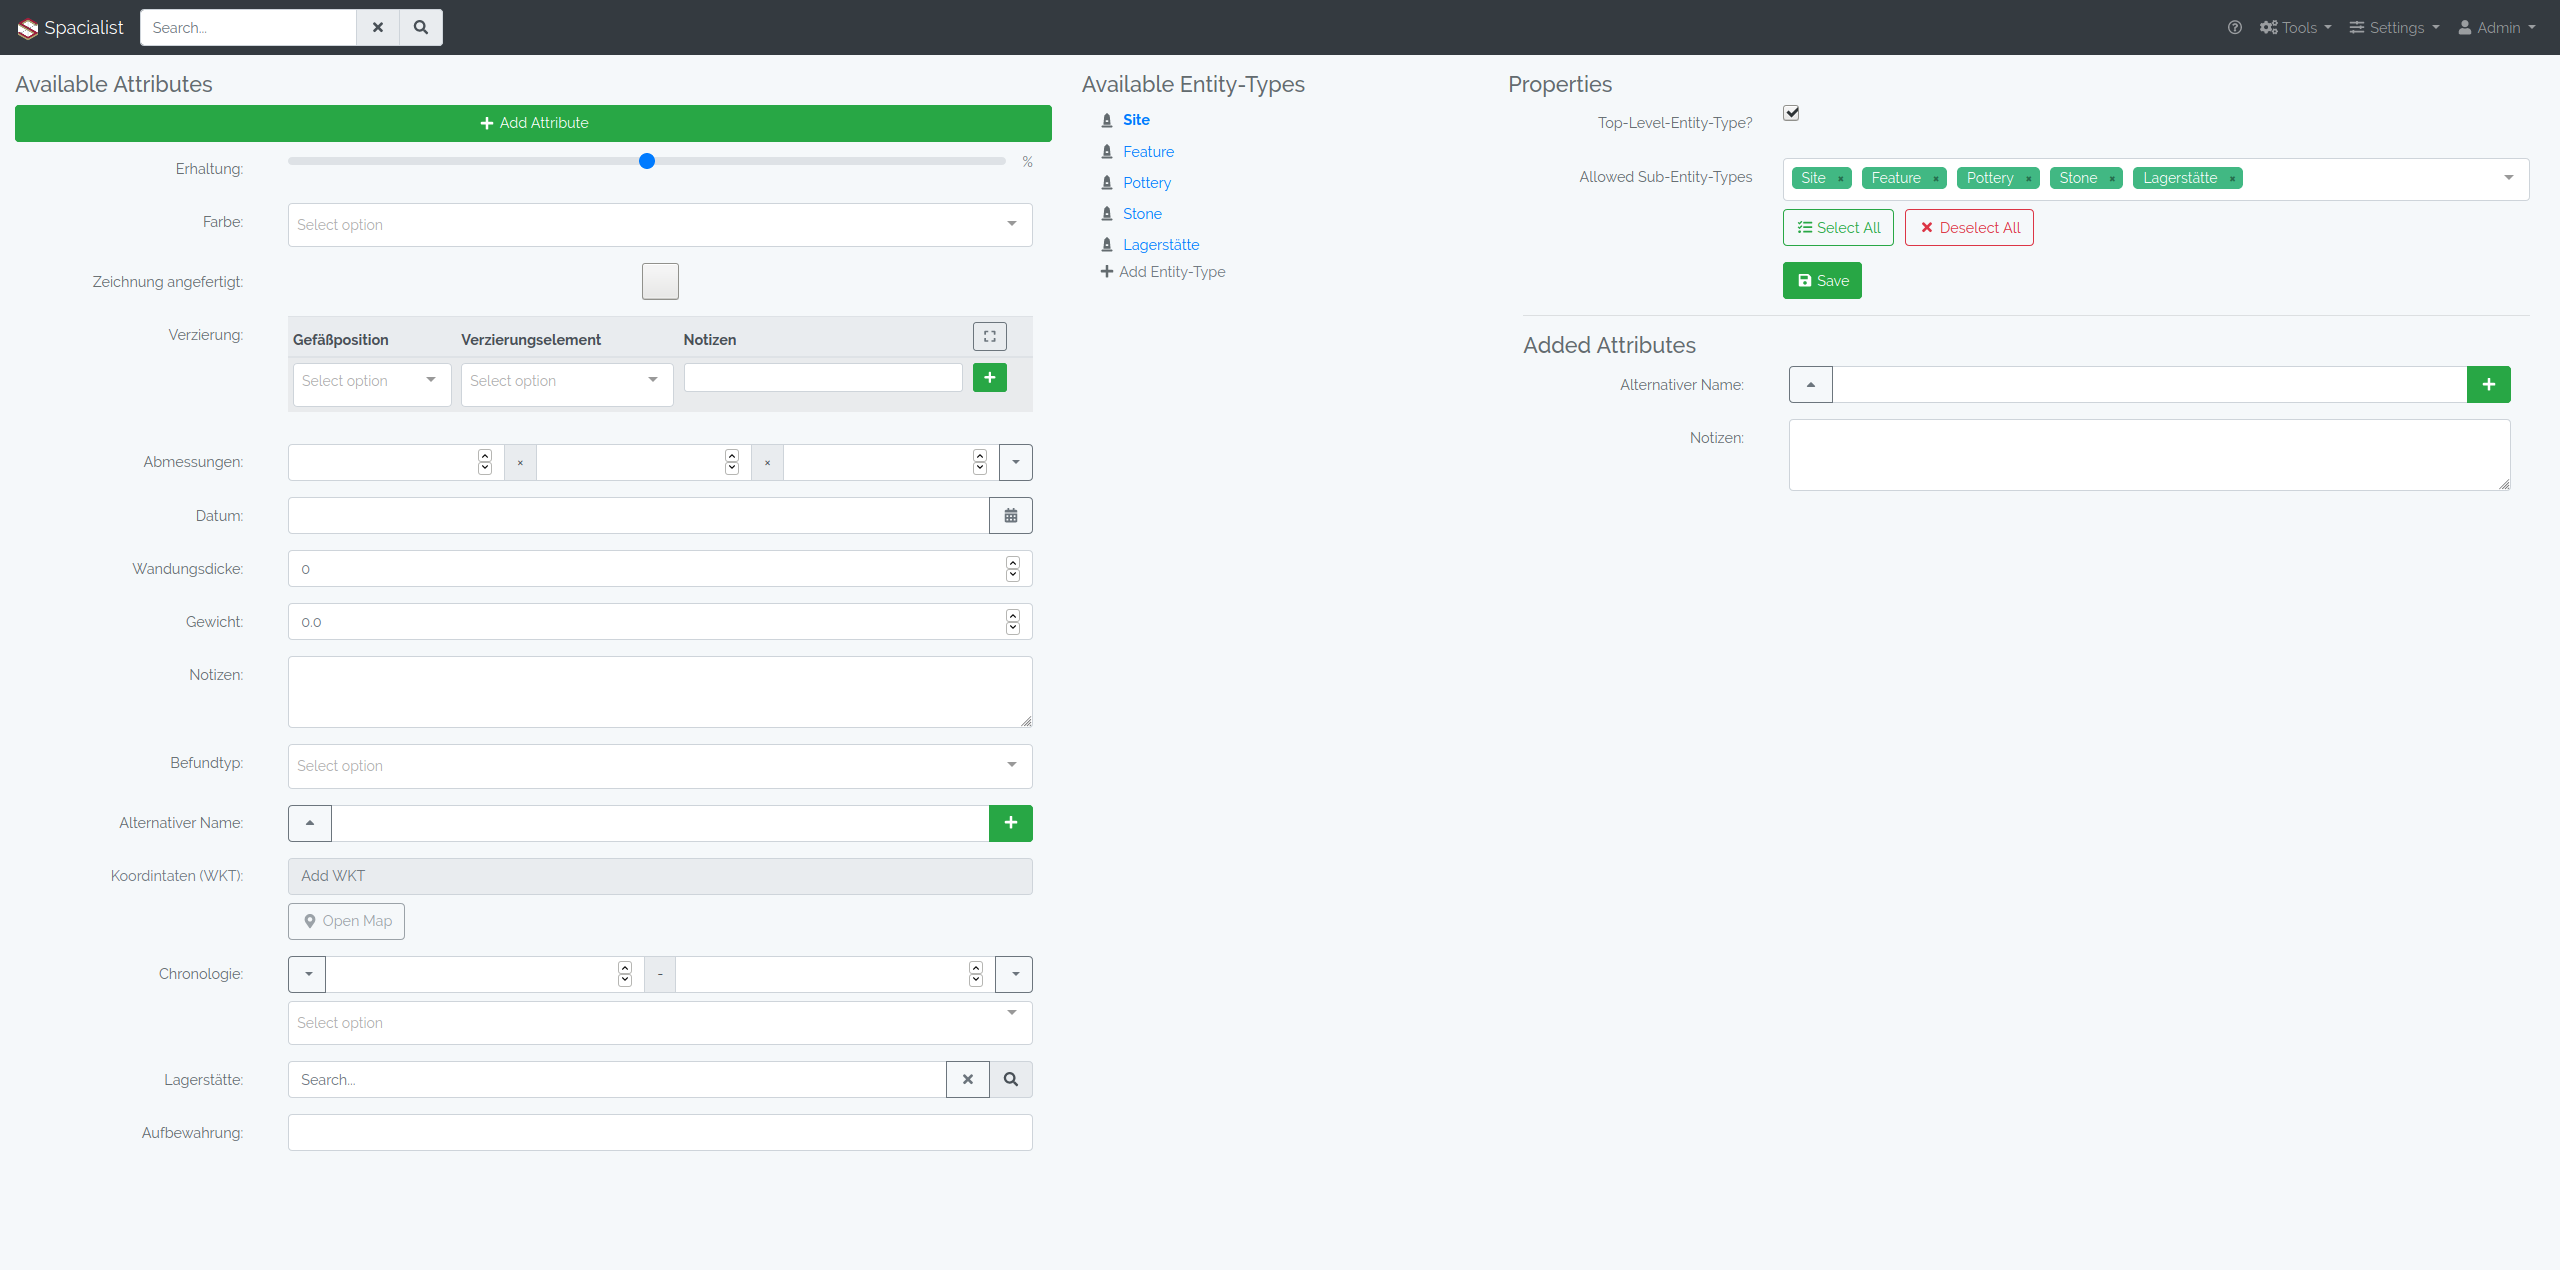 Spacialist
Search...
Tools
Settings
Admin
Available Attributes
Add Attribute
Erhaltung:
%
Farbe:
Select option
Zeichnung angefertigt:
Verzierung:
Gefäßposition Verzierungselement Notizen
Select option Select option
Abmessungen:
× ×
Datum:
Wandungsdicke:
0
Gewicht:
0.0
Notizen:
Befundtyp:
Select option
Alternativer Name:
Koordintaten (WKT):
Add WKT
Open Map
Chronologie:
-
Select option
Lagerstätte:
Search...
Aufbewahrung:
Available Entity-Types
Site
Feature
Pottery
Stone
Lagerstätte
Add Entity-Type
Properties
Top-Level-Entity-Type?
Allowed Sub-Entity-Types
Site × Feature × Pottery × Stone × Lagerstätte ×
Select All Deselect All
Save
Added Attributes
Alternativer Name:
Notizen: